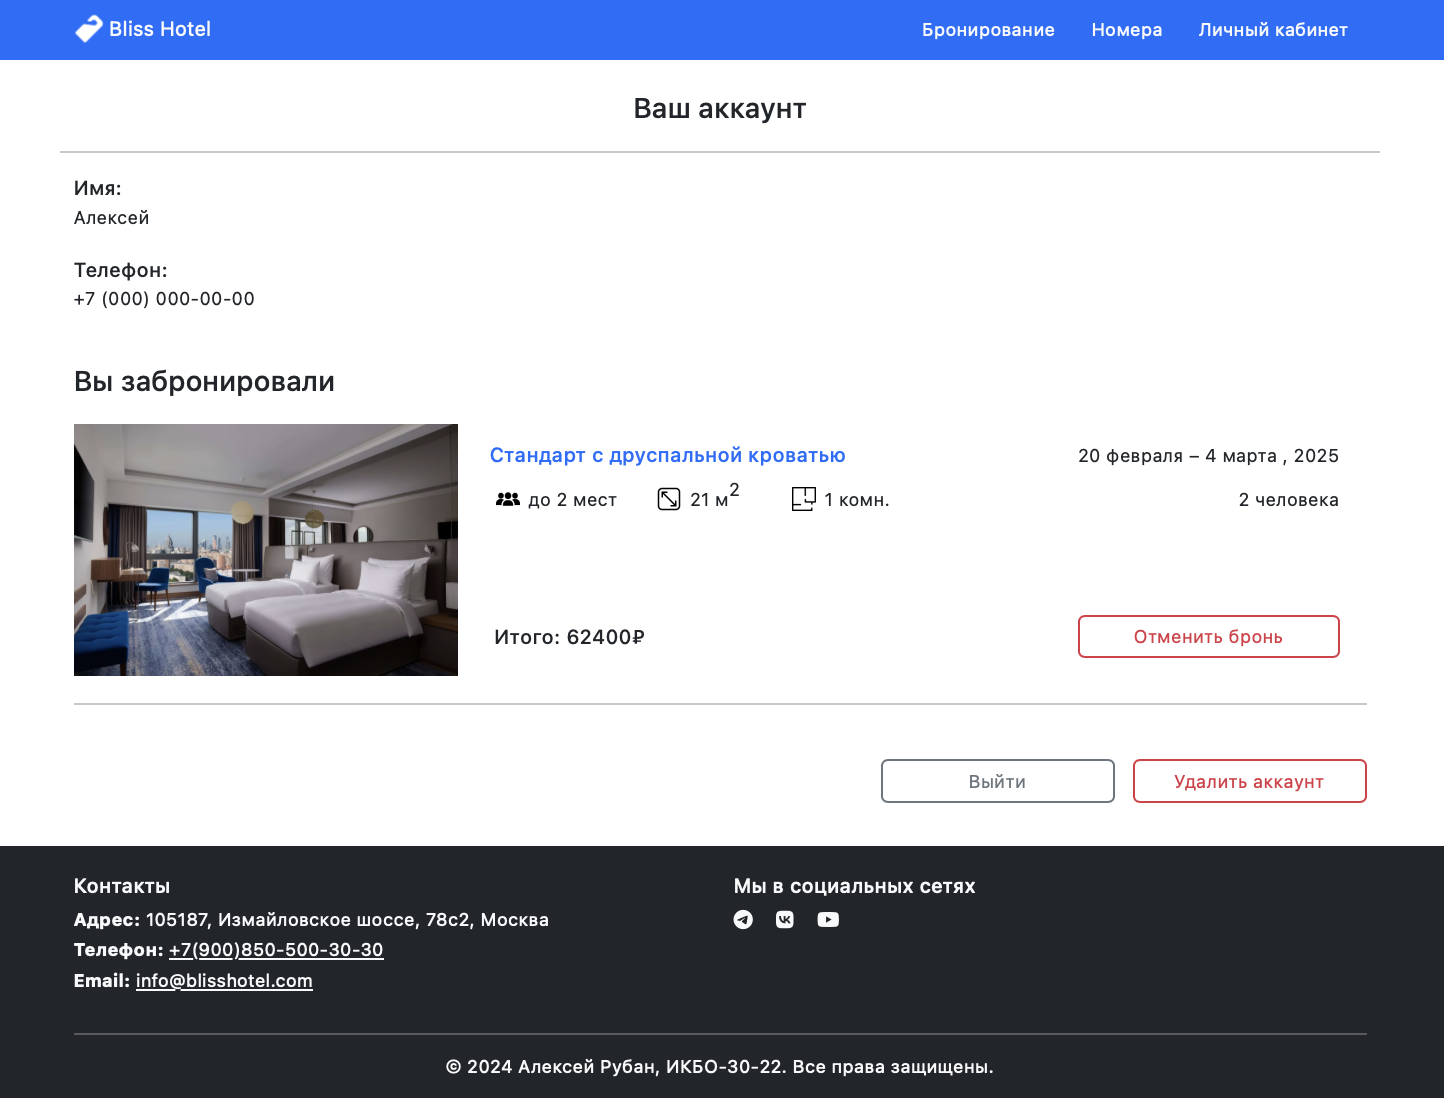 Bliss Hotel
Бронирование
Номера
Личный кабинет
Ваш аккаунт
Имя:
Алексей
Телефон:
+7 (000) 000-00-00
Вы забронировали
Стандарт с друспальной кроватью
20 февраля – 4 марта , 2025
до 2 мест
21 м2
1 комн.
2 человека
Итого: 62400₽
Отменить бронь
Выйти
Удалить аккаунт
Контакты
Адрес: 105187, Измайловское шоссе, 78с2, Москва
Телефон: +7(900)850-500-30-30
Email: info@blisshotel.com
Мы в социальных сетях
© 2024 Алексей Рубан, ИКБО-30-22. Все права защищены.